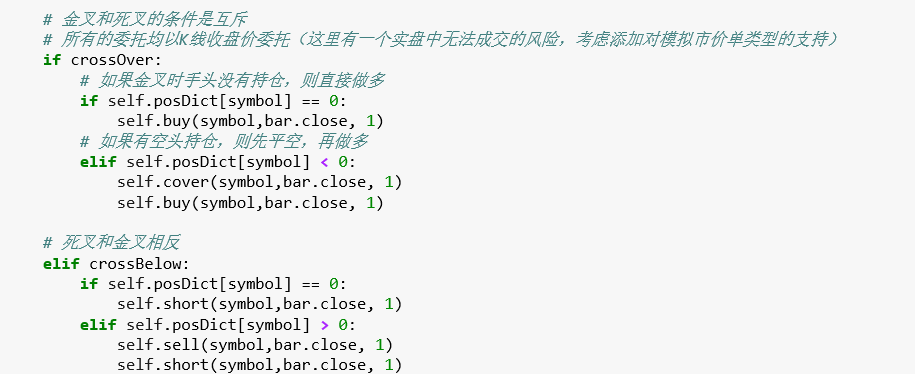 # 金叉和死叉的条件是互斥
# 所有的委托均以K线收盘价委托（这里有一个实盘中无法成交的风险，考虑添加对模拟市价单类型的支持）
if crossOver:
    # 如果金叉时手头没有持仓，则直接做多
    if self.posDict[symbol] == 0:
        self.buy(symbol,bar.close, 1)
    # 如果有空头持仓，则先平空，再做多
    elif self.posDict[symbol] < 0:
        self.cover(symbol,bar.close, 1)
        self.buy(symbol,bar.close, 1)

# 死叉和金叉相反
elif crossBelow:
    if self.posDict[symbol] == 0:
        self.short(symbol,bar.close, 1)
    elif self.posDict[symbol] > 0:
        self.sell(symbol,bar.close, 1)
        self.short(symbol,bar.close, 1)